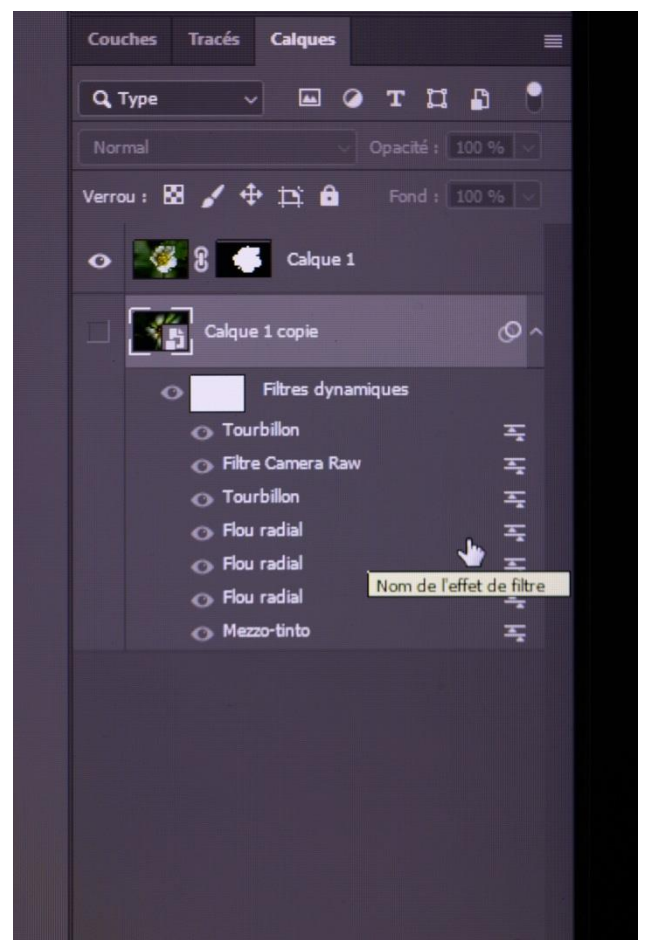 Couches Tracés Calques
Type
Normal Opacité : 100 %
Verrou : Fond : 100 %
Calque 1
Calque 1 copie
Filtres dynamiques
Tourbillon
Filtre Camera Raw
Tourbillon
Flou radial
Flou radial
Nom de l'effet de filtre
Flou radial
Mezzo-tinto